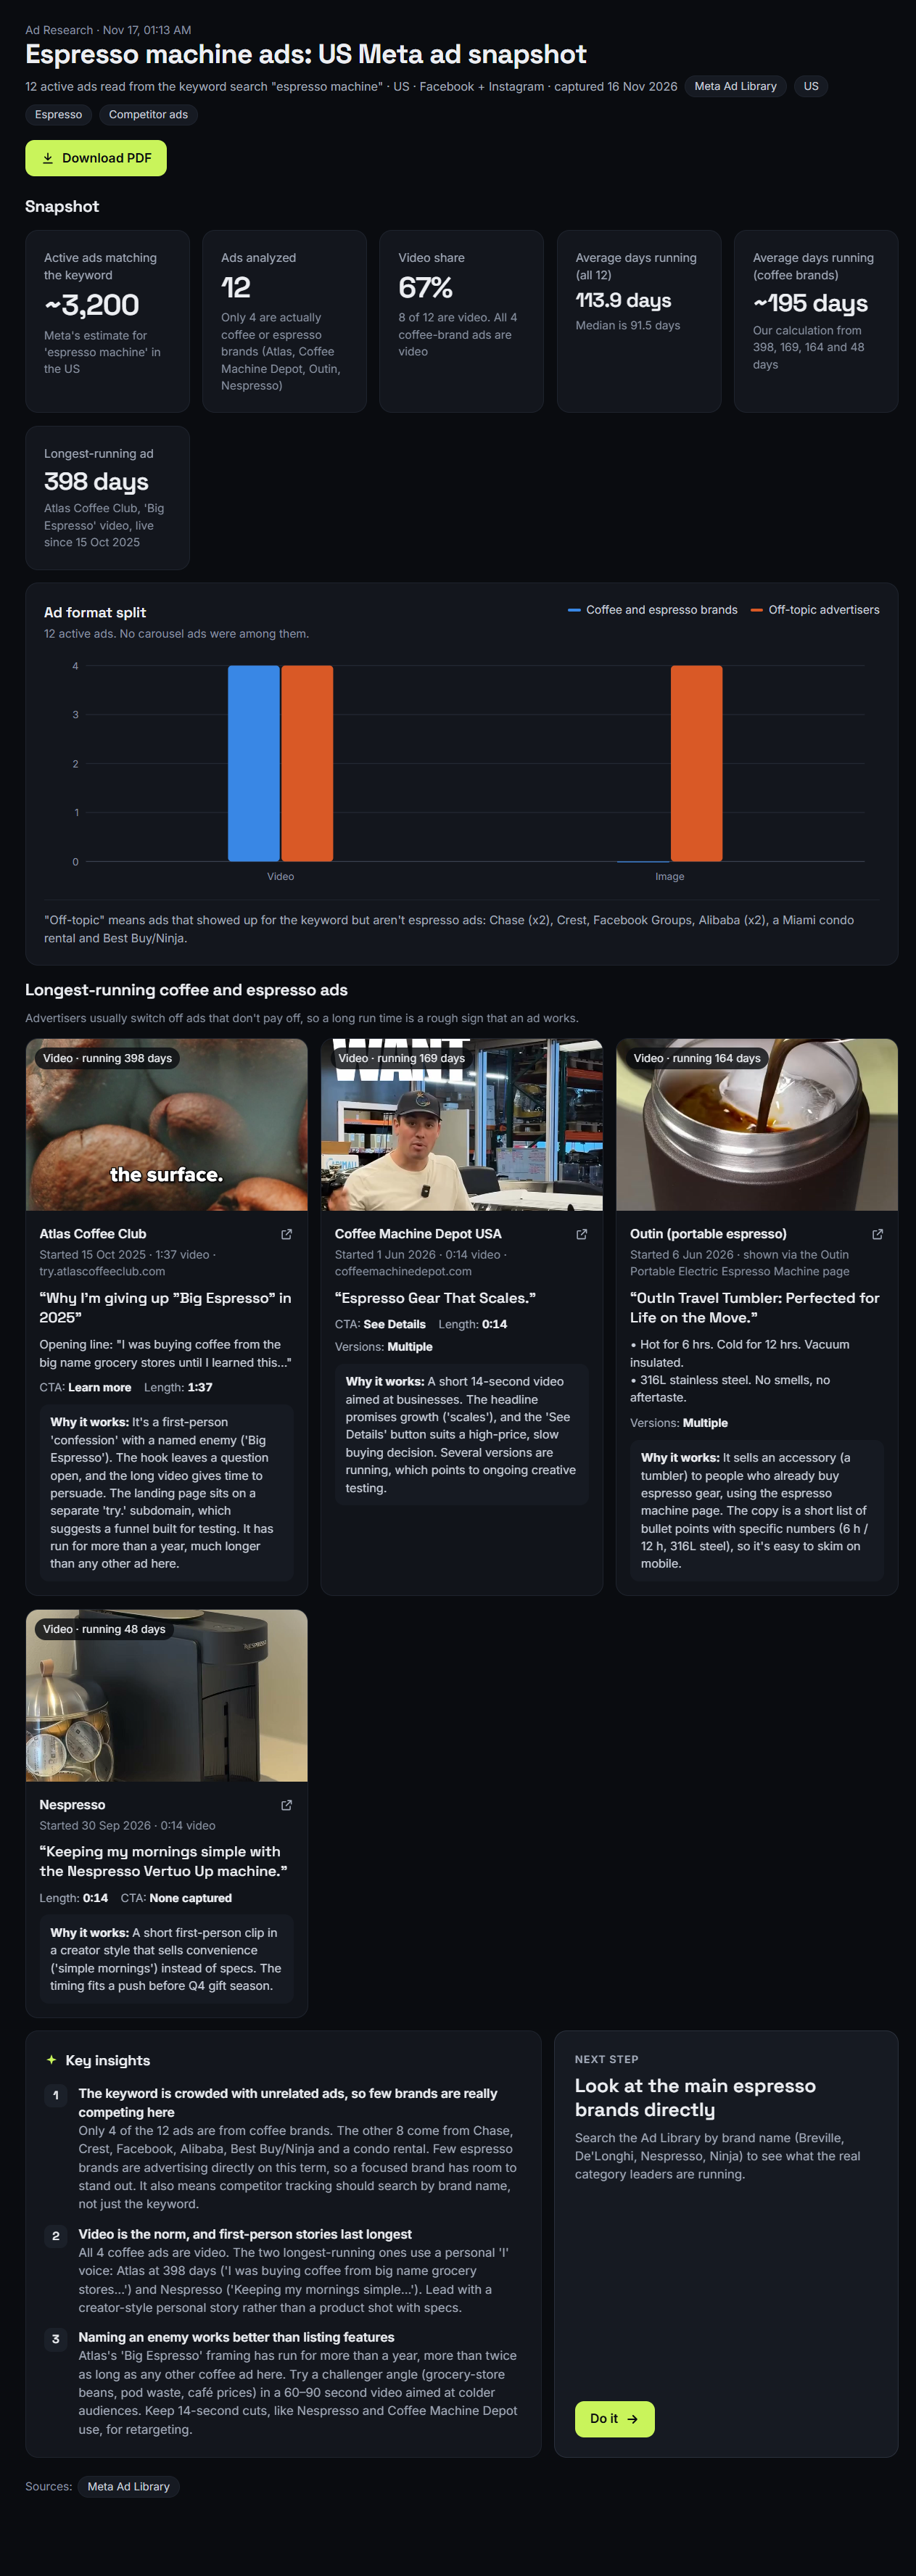 Ad Research · Nov 17, 01:13 AM
Espresso machine ads: US Meta ad snapshot
12 active ads read from the keyword search "espresso machine" · US · Facebook + Instagram · captured 16 Nov 2026 Meta Ad Library US
Espresso Competitor ads
Download PDF
Snapshot
Active ads matching
the keyword
~3,200
Meta's estimate for
'espresso machine' in
the US
Ads analyzed
12
Only 4 are actually
coffee or espresso
brands (Atlas, Coffee
Machine Depot, Outin,
Nespresso)
Video share
67%
8 of 12 are video. All 4
coffee-brand ads are
video
Average days running
(all 12)
113.9 days
Median is 91.5 days
Average days running
(coffee brands)
~195 days
Our calculation from
398, 169, 164 and 48
days
Longest-running ad
398 days
Atlas Coffee Club, 'Big
Espresso' video, live
since 15 Oct 2025
Ad format split
12 active ads. No carousel ads were among them.
Coffee and espresso brands Off-topic advertisers
4
3
2
1
0
Video Image
"Off-topic" means ads that showed up for the keyword but aren't espresso ads: Chase (x2), Crest, Facebook Groups, Alibaba (x2), a Miami condo
rental and Best Buy/Ninja.
Longest-running coffee and espresso ads
Advertisers usually switch off ads that don't pay off, so a long run time is a rough sign that an ad works.
Video · running 398 days
the surface.
Atlas Coffee Club
Started 15 Oct 2025 · 1:37 video ·
try.atlascoffeeclub.com
“Why I'm giving up ”Big Espresso” in
2025”
Opening line: "I was buying coffee from the
big name grocery stores until I learned this..."
CTA: Learn more Length: 1:37
Why it works: It's a first-person
'confession' with a named enemy ('Big
Espresso'). The hook leaves a question
open, and the long video gives time to
persuade. The landing page sits on a
separate 'try.' subdomain, which
suggests a funnel built for testing. It has
run for more than a year, much longer
than any other ad here.
WANT
Video · running 169 days
Coffee Machine Depot USA
Started 1 Jun 2026 · 0:14 video ·
coffeemachinedepot.com
“Espresso Gear That Scales.”
CTA: See Details Length: 0:14
Versions: Multiple
Why it works: A short 14-second video
aimed at businesses. The headline
promises growth ('scales'), and the 'See
Details' button suits a high-price, slow
buying decision. Several versions are
running, which points to ongoing creative
testing.
Video · running 164 days
Outin (portable espresso)
Started 6 Jun 2026 · shown via the Outin
Portable Electric Espresso Machine page
“OutIn Travel Tumbler: Perfected for
Life on the Move.”
• Hot for 6 hrs. Cold for 12 hrs. Vacuum
insulated.
• 316L stainless steel. No smells, no
aftertaste.
Versions: Multiple
Why it works: It sells an accessory (a
tumbler) to people who already buy
espresso gear, using the espresso
machine page. The copy is a short list of
bullet points with specific numbers (6 h /
12 h, 316L steel), so it's easy to skim on
mobile.
Video · running 48 days
Nespresso
Started 30 Sep 2026 · 0:14 video
“Keeping my mornings simple with
the Nespresso Vertuo Up machine.”
Length: 0:14 CTA: None captured
Why it works: A short first-person clip in
a creator style that sells convenience
('simple mornings') instead of specs. The
timing fits a push before Q4 gift season.
Key insights
1
The keyword is crowded with unrelated ads, so few brands are really
competing here
Only 4 of the 12 ads are from coffee brands. The other 8 come from Chase,
Crest, Facebook, Alibaba, Best Buy/Ninja and a condo rental. Few espresso
brands are advertising directly on this term, so a focused brand has room to
stand out. It also means competitor tracking should search by brand name,
not just the keyword.
2
Video is the norm, and first-person stories last longest
All 4 coffee ads are video. The two longest-running ones use a personal 'I'
voice: Atlas at 398 days ('I was buying coffee from big name grocery
stores...') and Nespresso ('Keeping my mornings simple...'). Lead with a
creator-style personal story rather than a product shot with specs.
3
Naming an enemy works better than listing features
Atlas's 'Big Espresso' framing has run for more than a year, more than twice
as long as any other coffee ad here. Try a challenger angle (grocery-store
beans, pod waste, café prices) in a 60–90 second video aimed at colder
audiences. Keep 14-second cuts, like Nespresso and Coffee Machine Depot
use, for retargeting.
NEXT STEP
Look at the main espresso
brands directly
Search the Ad Library by brand name (Breville,
De'Longhi, Nespresso, Ninja) to see what the real
category leaders are running.
Do it →
Sources: Meta Ad Library